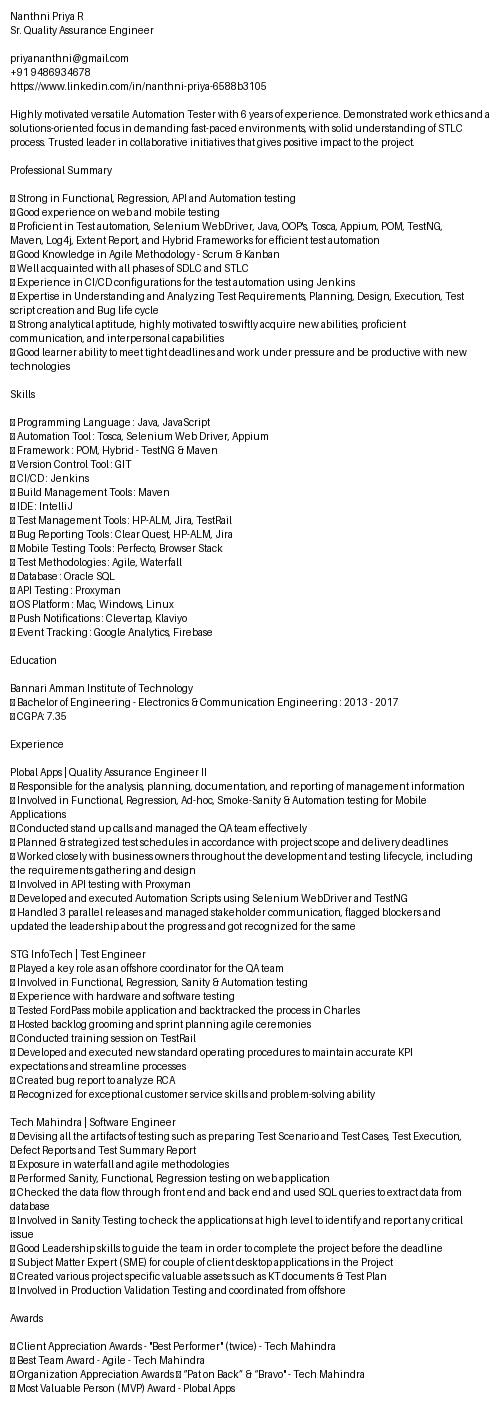 Nanthni Priya R
Sr. Quality Assurance Engineer
priyananthni@gmail.com
+91 9486934678
https://www.linkedin.com/in/nanthni-priya-6588b3105
Highly motivated versatile Automation Tester with 6 years of experience. Demonstrated work ethics and a
solutions-oriented focus in demanding fast-paced environments, with solid understanding of STLC
process. Trusted leader in collaborative initiatives that gives positive impact to the project.
Professional Summary
Strong in Functional, Regression, API and Automation testing
Good experience on web and mobile testing
Proficient in Test automation, Selenium WebDriver, Java, OOP's, Tosca, Appium, POM, TestNG,
Maven, Log4j, Extent Report, and Hybrid Frameworks for efficient test automation
Good Knowledge in Agile Methodology - Scrum & Kanban
Well acquainted with all phases of SDLC and STLC
Experience in CI/CD configurations for the test automation using Jenkins
Expertise in Understanding and Analyzing Test Requirements, Planning, Design, Execution, Test
script creation and Bug life cycle
Strong analytical aptitude, highly motivated to swiftly acquire new abilities, proficient
communication, and interpersonal capabilities
Good learner ability to meet tight deadlines and work under pressure and be productive with new
technologies
Skills
Programming Language : Java, JavaScript
Automation Tool : Tosca, Selenium Web Driver, Appium
Framework : POM, Hybrid - TestNG & Maven
Version Control Tool : GIT
CI/CD : Jenkins
Build Management Tools : Maven
IDE : IntelliJ
Test Management Tools : HP-ALM, Jira, TestRail
Bug Reporting Tools : Clear Quest, HP-ALM, Jira
Mobile Testing Tools : Perfecto, Browser Stack
Test Methodologies : Agile, Waterfall
Database : Oracle SQL
API Testing : Proxyman
OS Platform : Mac, Windows, Linux
Push Notifications : Clevertap, Klaviyo
Event Tracking : Google Analytics, Firebase
Education
Bannari Amman Institute of Technology
Bachelor of Engineering - Electronics & Communication Engineering : 2013 - 2017
CGPA: 7.35
Experience
Plobal Apps | Quality Assurance Engineer II
Responsible for the analysis, planning, documentation, and reporting of management information
Involved in Functional, Regression, Ad-hoc, Smoke-Sanity & Automation testing for Mobile
Applications
Conducted stand up calls and managed the QA team effectively
Planned & strategized test schedules in accordance with project scope and delivery deadlines
Worked closely with business owners throughout the development and testing lifecycle, including
the requirements gathering and design
Involved in API testing with Proxyman
Developed and executed Automation Scripts using Selenium WebDriver and TestNG
Handled 3 parallel releases and managed stakeholder communication, flagged blockers and
updated the leadership about the progress and got recognized for the same
STG InfoTech | Test Engineer
Played a key role as an offshore coordinator for the QA team
Involved in Functional, Regression, Sanity & Automation testing
Experience with hardware and software testing
Tested FordPass mobile application and backtracked the process in Charles
Hosted backlog grooming and sprint planning agile ceremonies
Conducted training session on TestRail
Developed and executed new standard operating procedures to maintain accurate KPI
expectations and streamline processes
Created bug report to analyze RCA
Recognized for exceptional customer service skills and problem-solving ability
Tech Mahindra | Software Engineer
Devising all the artifacts of testing such as preparing Test Scenario and Test Cases, Test Execution,
Defect Reports and Test Summary Report
Exposure in waterfall and agile methodologies
Performed Sanity, Functional, Regression testing on web application
Checked the data flow through front end and back end and used SQL queries to extract data from
database
Involved in Sanity Testing to check the applications at high level to identify and report any critical
issue
Good Leadership skills to guide the team in order to complete the project before the deadline
Subject Matter Expert (SME) for couple of client desktop applications in the Project
Created various project specific valuable assets such as KT documents & Test Plan
Involved in Production Validation Testing and coordinated from offshore
Awards
Client Appreciation Awards - "Best Performer" (twice) - Tech Mahindra
Best Team Award - Agile - Tech Mahindra
Organization Appreciation Awards “Pat on Back” & “Bravo" - Tech Mahindra
Most Valuable Person (MVP) Award - Plobal Apps